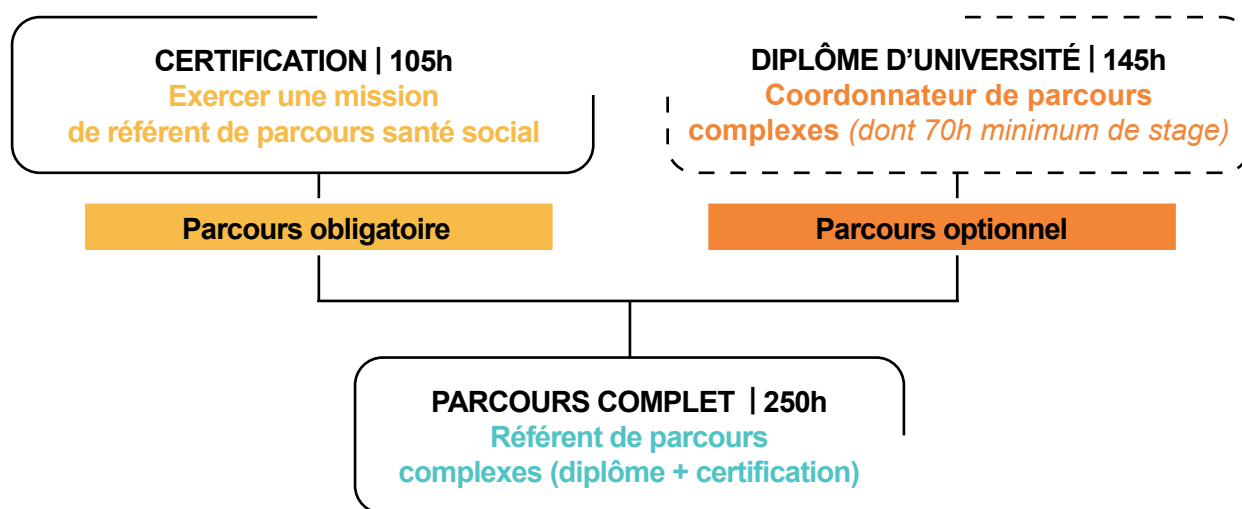 CERTIFICATION | 105h
Exercer une mission
de référent de parcours santé social
Parcours obligatoire
DIPLÔME D'UNIVERSITÉ | 145h
Coordonnateur de parcours
complexes (dont 70h minimum de stage)
Parcours optionnel
PARCOURS COMPLET | 250h
Référent de parcours
complexes (diplôme + certification)